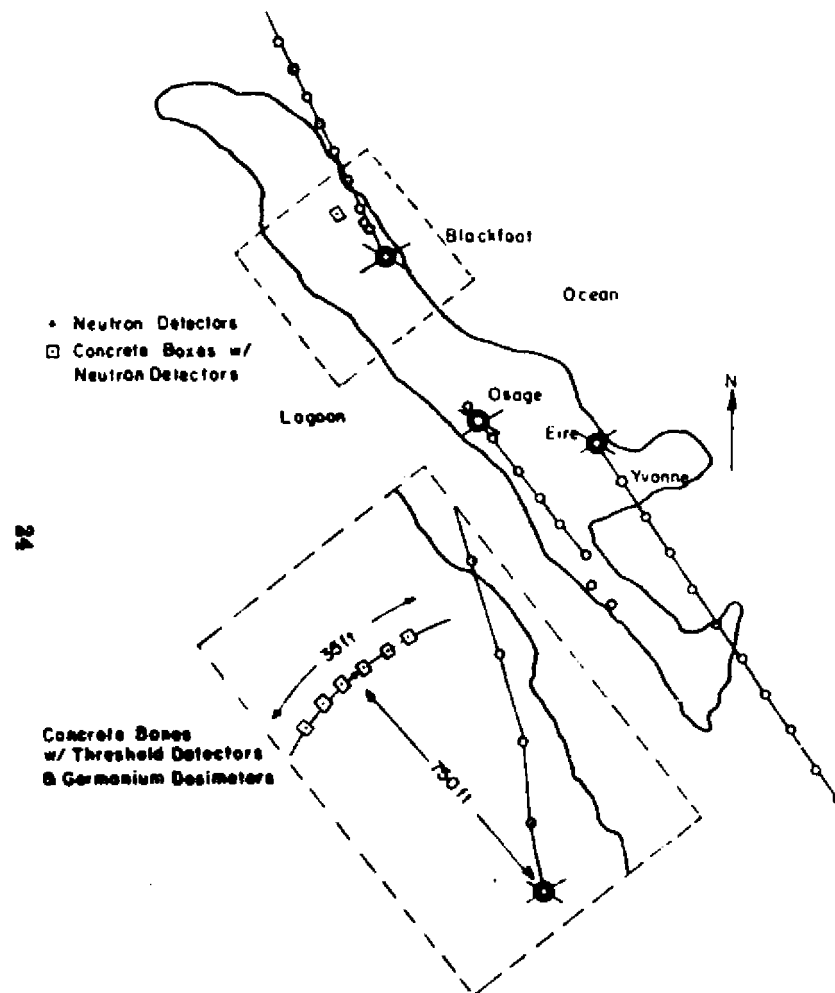 Blackfoot
Ocean
Neutron Detectors
Concrete Boxes w/
Neutron Detectors
N
Osage
Lagoon
Eire
Yvonne
24
35 ft
Concrete Boxes
w/ Threshold Detectors
& Germanium Dosimeters
750 ft